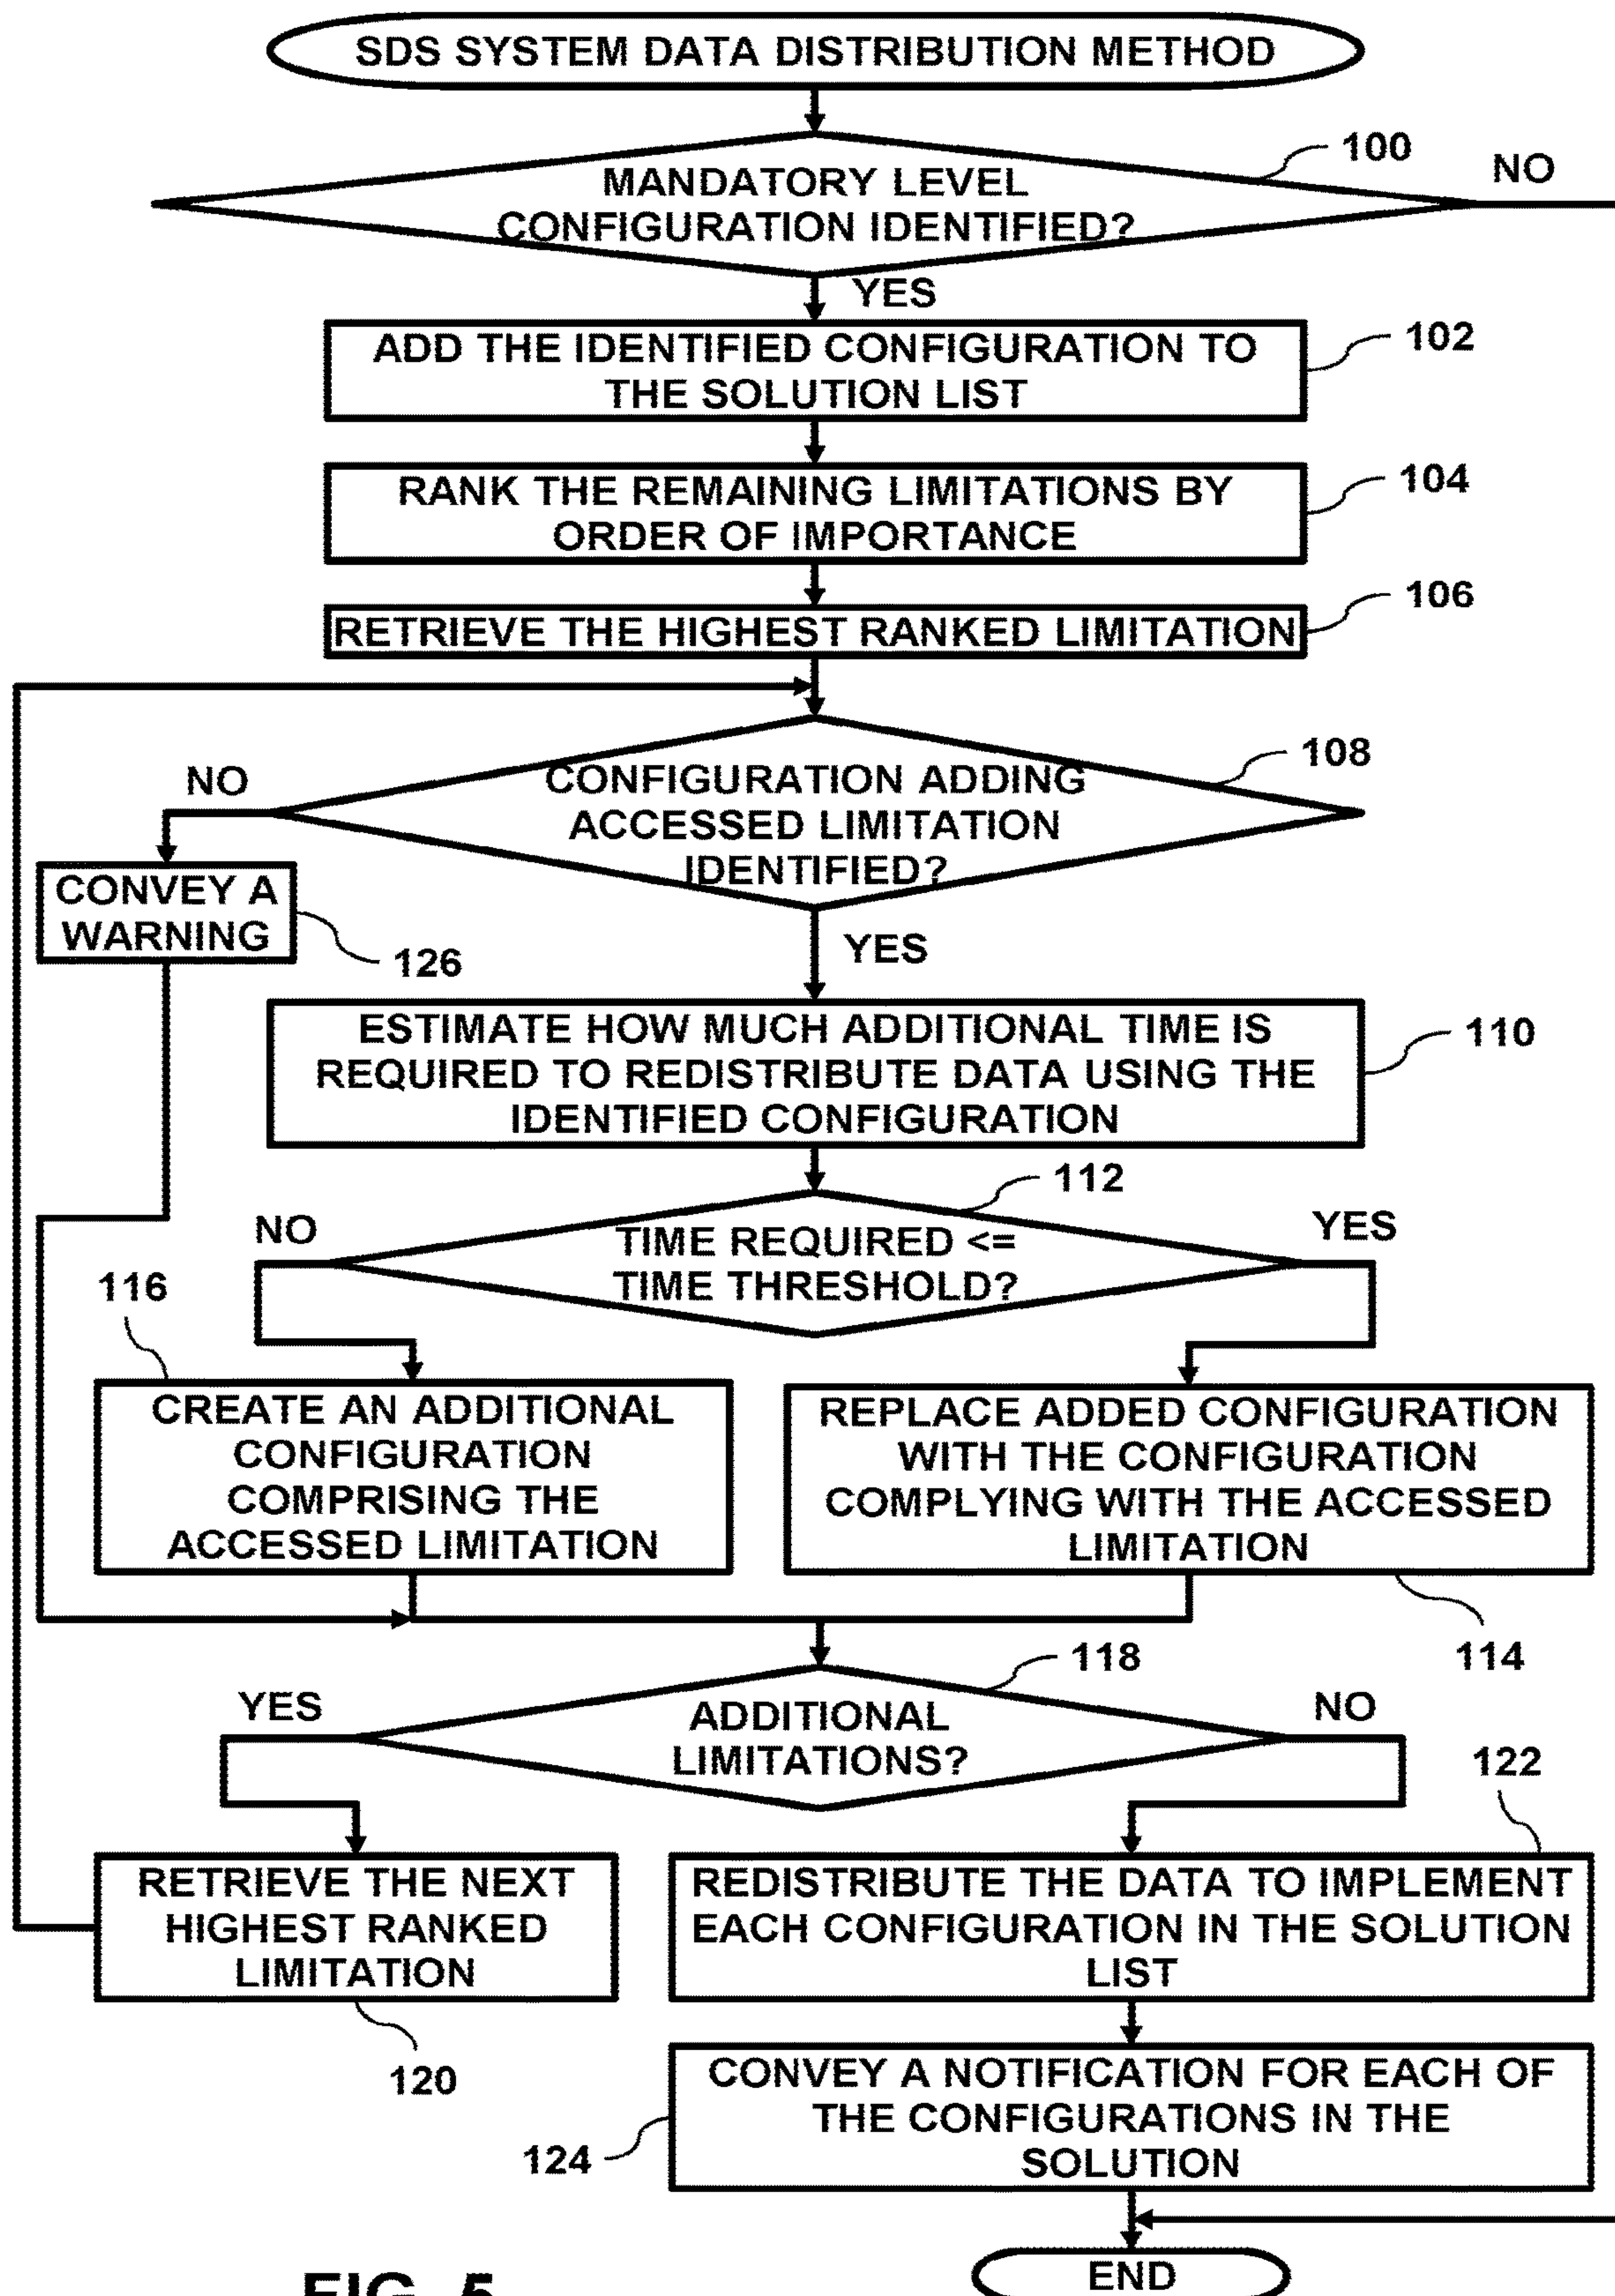 SDS SYSTEM DATA DISTRIBUTION METHOD
100
NO
MANDATORY LEVEL
CONFIGURATION IDENTIFIED?
YES
102
ADD THE IDENTIFIED CONFIGURATION TO
THE SOLUTION LIST
104
RANK THE REMAINING LIMITATIONS BY
ORDER OF IMPORTANCE
106
RETRIEVE THE HIGHEST RANKED LIMITATION
108
NO
CONFIGURATION ADDING
ACCESSED LIMITATION
IDENTIFIED?
CONVEY A
WARNING
126
YES
110
ESTIMATE HOW MUCH ADDITIONAL TIME IS
REQUIRED TO REDISTRIBUTE DATA USING THE
IDENTIFIED CONFIGURATION
112
NO
YES
TIME REQUIRED <=
TIME THRESHOLD?
116
CREATE AN ADDITIONAL
CONFIGURATION
COMPRISING THE
ACCESSED LIMITATION
REPLACE ADDED CONFIGURATION
WITH THE CONFIGURATION
COMPLYING WITH THE ACCESSED
LIMITATION
114
118
YES
NO
ADDITIONAL
LIMITATIONS?
122
RETRIEVE THE NEXT
HIGHEST RANKED
LIMITATION
120
REDISTRIBUTE THE DATA TO IMPLEMENT
EACH CONFIGURATION IN THE SOLUTION
LIST
CONVEY A NOTIFICATION FOR EACH OF
THE CONFIGURATIONS IN THE
SOLUTION
124
END
FIG. 5